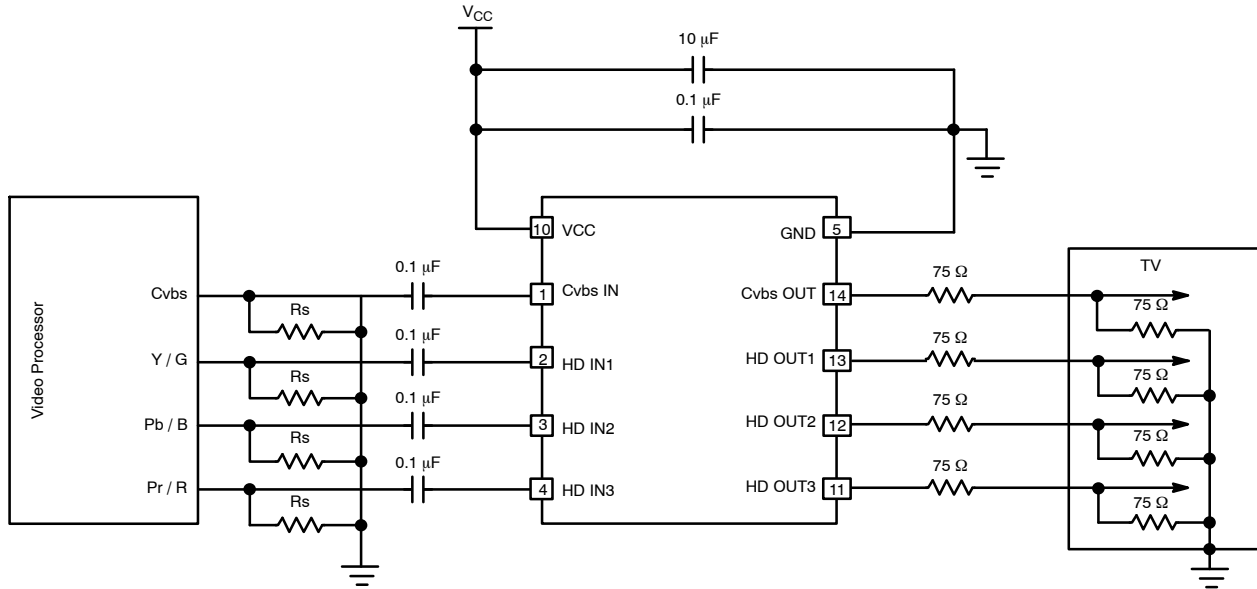 VCC
10 μF
0.1 μF
10 VCC
GND 5
Video Processor
Cvbs
Rs
0.1 μF
1 Cvbs IN
Cvbs OUT 14
75 Ω
TV
75 Ω
Y / G
Rs
0.1 μF
2 HD IN1
HD OUT1 13
75 Ω
75 Ω
Pb / B
Rs
0.1 μF
3 HD IN2
HD OUT2 12
75 Ω
75 Ω
Pr / R
Rs
0.1 μF
4 HD IN3
HD OUT3 11
75 Ω
75 Ω